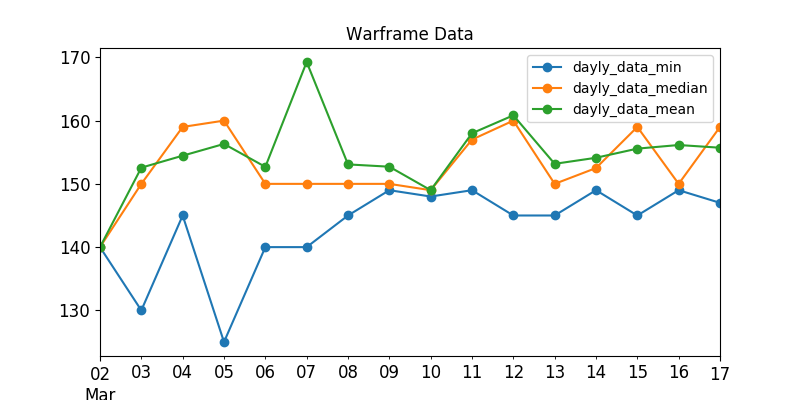 Warframe Data
dayly_data_min
dayly_data_median
dayly_data_mean
170
160
150
140
130
02 03 04 05 06 07 08 09 10 11 12 13 14 15 16 17
Mar